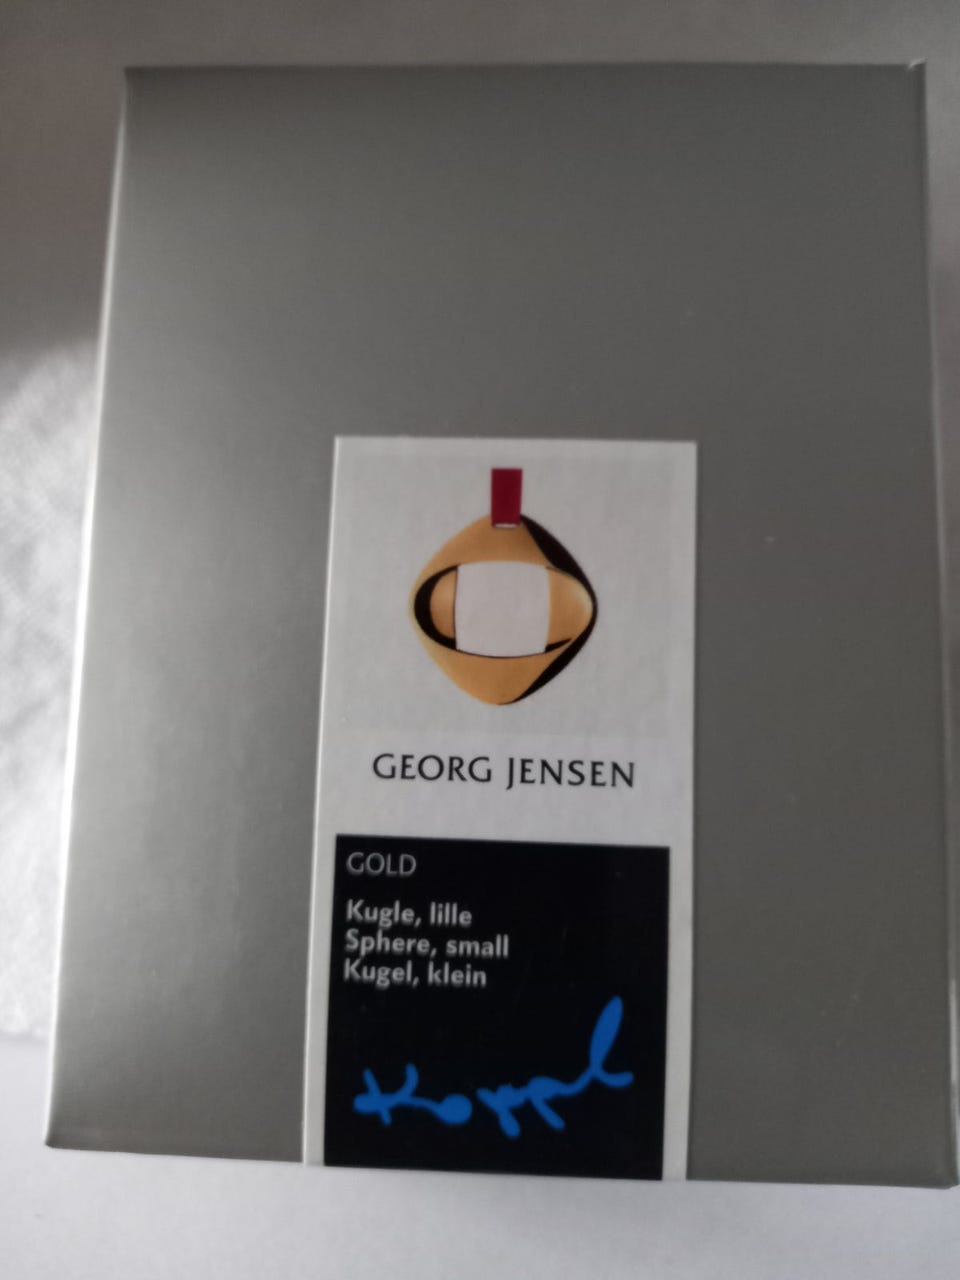 GEORG JENSEN
GOLD
Kugle, lille
Sphere, small
Kugel, klein
Koppel